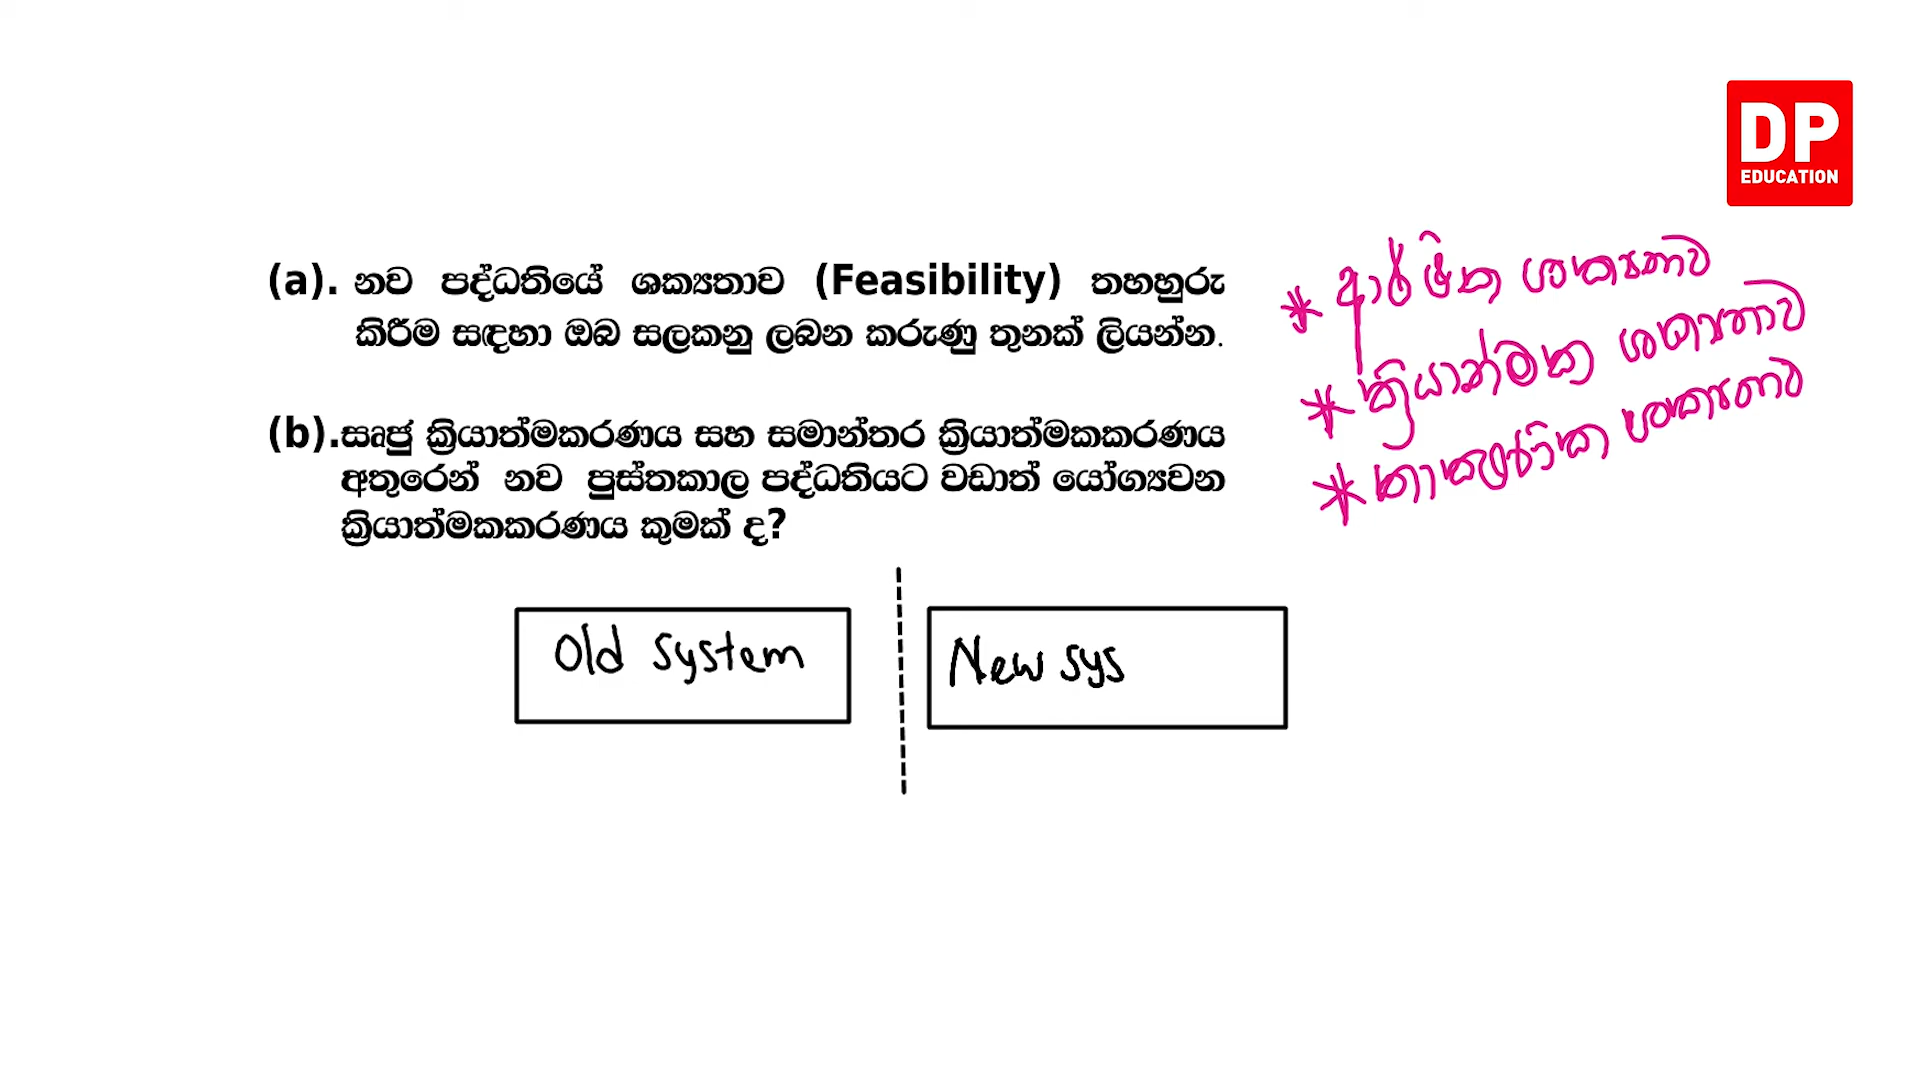 DP
EDUCATION
(a). නව පද්ධතියේ ශක්‍යතාව (Feasibility) තහහුරු
කිරීම සඳහා ඔබ සලකනු ලබන කරුණු තුනක් ලියන්න.
* ආර්ථික ශක්‍යතාව
* ක්‍රියාත්මක ශක්‍යතාව
* තාක්ෂණික ශක්‍යතාව
(b).සෘජු ක්‍රියාත්මකරණය සහ සමාන්තර ක්‍රියාත්මකකරණය
අතුරෙන් නව පුස්තකාල පද්ධතියට වඩාත් යෝග්‍යවන
ක්‍රියාත්මකකරණය කුමක් ද?
Old system
New sys